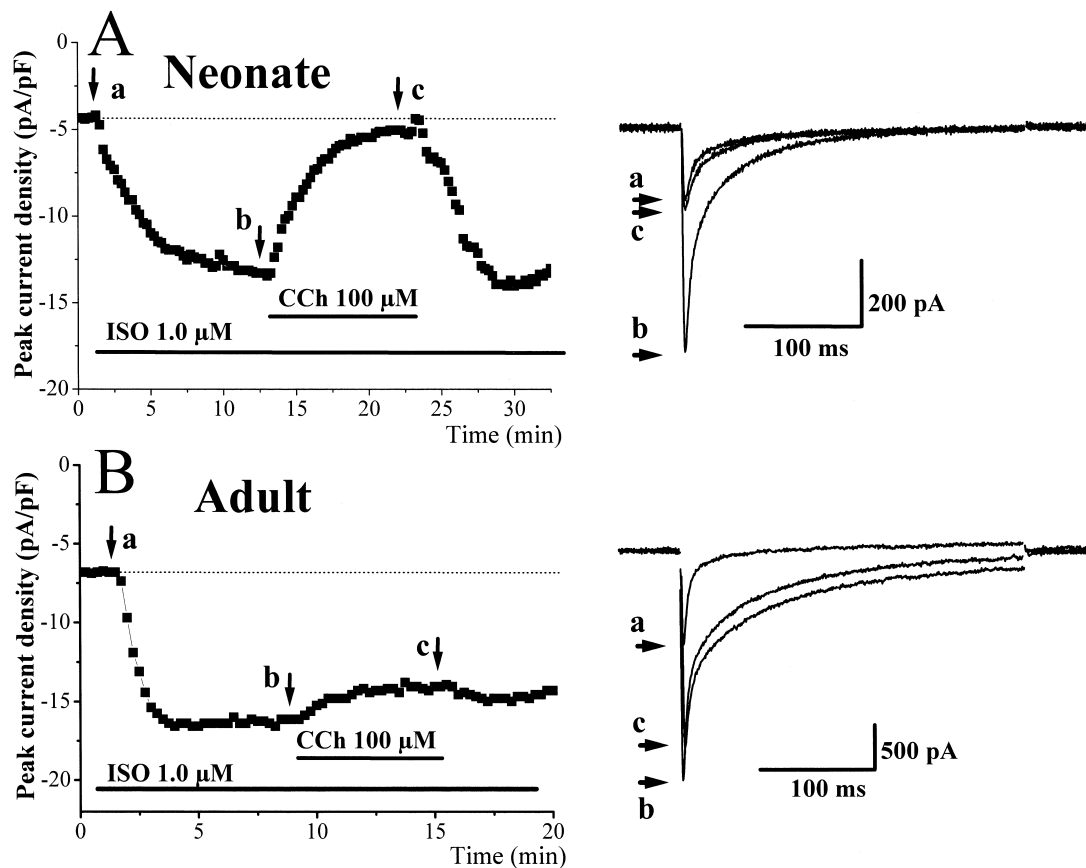 A
Neonate
Peak current density (pA/pF)
0
-5
-10
-15
-20
a
b
c
CCh 100 μM
ISO 1.0 μM
0
5
10
15
20
25
30
Time (min)
a
c
b
200 pA
100 ms
B
Adult
Peak current density (pA/pF)
0
-5
-10
-15
-20
a
b
c
CCh 100 μM
ISO 1.0 μM
0
5
10
15
20
Time (min)
a
c
b
500 pA
100 ms